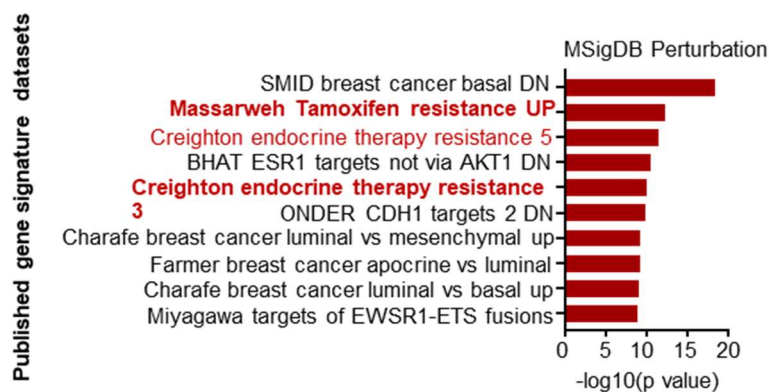 Published gene signature datasets
MSigDB Perturbation
SMID breast cancer basal DN
Massarweh Tamoxifen resistance UP
Creighton endocrine therapy resistance 5
BHAT ESR1 targets not via AKT1 DN
Creighton endocrine therapy resistance
3
ONDER CDH1 targets 2 DN
Charafe breast cancer luminal vs mesenchymal up
Farmer breast cancer apocrine vs luminal
Charafe breast cancer luminal vs basal up
Miyagawa targets of EWSR1-ETS fusions
0 5 10 15 20
-log10(p value)